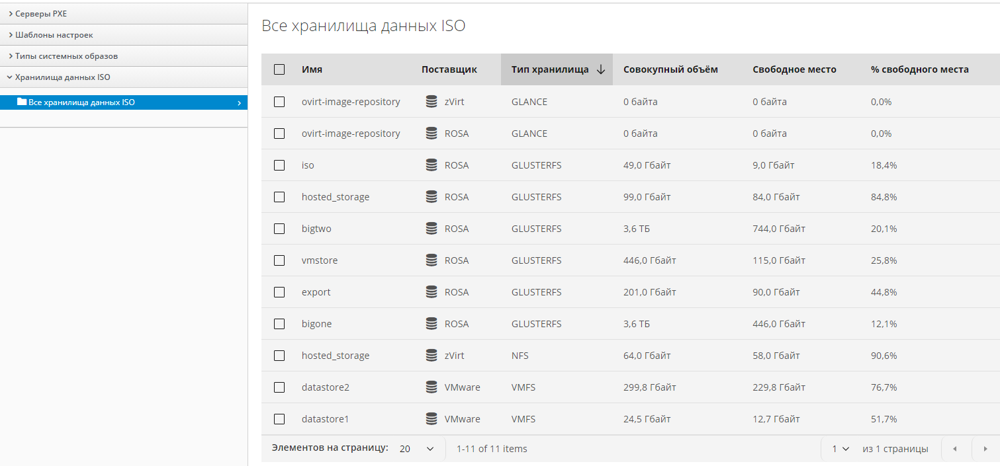 Серверы PXE
Шаблоны настроек
Типы системных образов
Хранилища данных ISO
Все хранилища данных ISO
Все хранилища данных ISO
Имя Поставщик Тип хранилища Совокупный объём Свободное место % свободного места
ovirt-image-repository zVirt GLANCE 0 байта 0 байта 0,0%
ovirt-image-repository ROSA GLANCE 0 байта 0 байта 0,0%
iso ROSA GLUSTERFS 49,0 Гбайт 9,0 Гбайт 18,4%
hosted_storage ROSA GLUSTERFS 99,0 Гбайт 84,0 Гбайт 84,8%
bigtwo ROSA GLUSTERFS 3,6 ТБ 744,0 Гбайт 20,1%
vmstore ROSA GLUSTERFS 446,0 Гбайт 115,0 Гбайт 25,8%
export ROSA GLUSTERFS 201,0 Гбайт 90,0 Гбайт 44,8%
bigone ROSA GLUSTERFS 3,6 ТБ 446,0 Гбайт 12,1%
hosted_storage zVirt NFS 64,0 Гбайт 58,0 Гбайт 90,6%
datastore2 VMware VMFS 299,8 Гбайт 229,8 Гбайт 76,7%
datastore1 VMware VMFS 24,5 Гбайт 12,7 Гбайт 51,7%
Элементов на страницу: 20 1-11 of 11 items 1 из 1 страницы